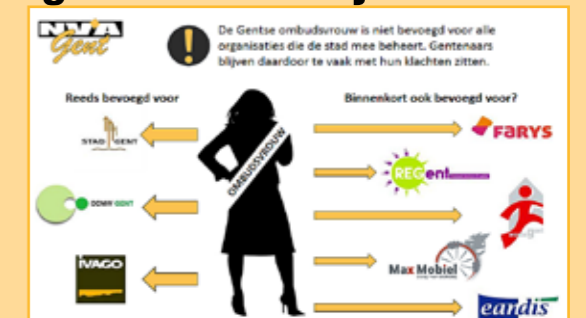 N-VA
Gent
De Gentse ombudsvrouw is niet bevoegd voor alle
organisaties die de stad mee beheert. Gentenaars
blijven daardoor te vaak met hun klachten zitten.
Reeds bevoegd voor
Binnenkort ook bevoegd voor?
STAD GENT
OMBUDSVROUW
FARYS
REGent
OCMW GENT
Max Mobiel
IVAGO
eandis